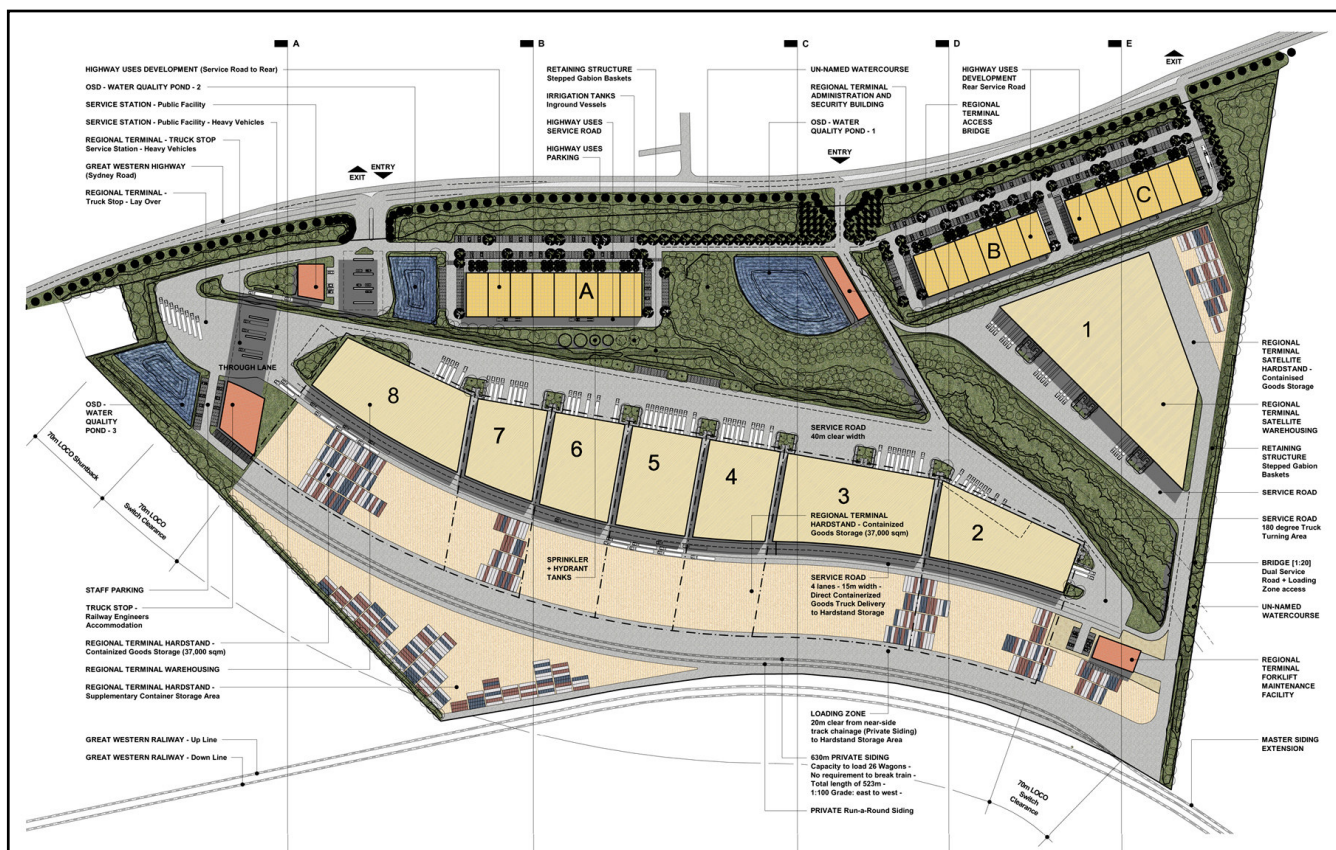 A
B
C
D
E
EXIT
HIGHWAY USES DEVELOPMENT (Service Road to Rear)
OSD - WATER QUALITY POND - 2
SERVICE STATION - Public Facility
SERVICE STATION - Public Facility - Heavy Vehicles
REGIONAL TERMINAL - TRUCK STOP
Service Station - Heavy Vehicles
GREAT WESTERN HIGHWAY
(Sydney Road)
REGIONAL TERMINAL -
Truck Stop - Lay Over
RETAINING STRUCTURE
Stepped Gabion Baskets
IRRIGATION TANKS
Inground Vessels
HIGHWAY USES
SERVICE ROAD
HIGHWAY USES
PARKING
UN-NAMED WATERCOURSE
REGIONAL TERMINAL
ADMINISTRATION AND
SECURITY BUILDING
OSD - WATER
QUALITY POND - 1
HIGHWAY USES
DEVELOPMENT
Rear Service Road
REGIONAL
TERMINAL
ACCESS
BRIDGE
EXIT
ENTRY
ENTRY
A
B
C
1
2
3
4
5
6
7
8
THROUGH LANE
SERVICE ROAD
40m clear width
OSD -
WATER
QUALITY
POND - 3
70m LOCO Shuntback
70m LOCO
Switch Clearance
STAFF PARKING
TRUCK STOP -
Railway Engineers
Accommodation
REGIONAL TERMINAL HARDSTAND -
Containized Goods Storage (37,000 sqm)
REGIONAL TERMINAL WAREHOUSING
REGIONAL TERMINAL HARDSTAND -
Supplementary Container Storage Area
GREAT WESTERN RALIWAY - Up Line
GREAT WESTERN RALIWAY - Down Line
SPRINKLER
+ HYDRANT
TANKS
REGIONAL TERMINAL
HARDSTAND - Containized
Goods Storage (37,000 sqm)
SERVICE ROAD
4 lanes - 15m width -
Direct Containerized
Goods Truck Delivery
to Hardstand Storage
LOADING ZONE
20m clear from near-side
track chainage (Private Siding)
to Hardstand Storage Area
630m PRIVATE SIDING
Capacity to load 26 Wagons -
No requirement to break train -
Total length of 523m -
1:100 Grade: east to west -
PRIVATE Run-a-Round Siding
70m LOCO
Switch
Clearance
REGIONAL
TERMINAL
SATELLITE
HARDSTAND -
Containised
Goods Storage
REGIONAL
TERMINAL
SATELLITE
WAREHOUSING
RETAINING
STRUCTURE
Stepped Gabion
Baskets
SERVICE ROAD
SERVICE ROAD
180 degree Truck
Turning Area
BRIDGE [1:20]
Dual Service
Road + Loading
Zone access
UN-NAMED
WATERCOURSE
REGIONAL
TERMINAL
FORKLIFT
MAINTENANCE
FACILITY
MASTER SIDING
EXTENSION